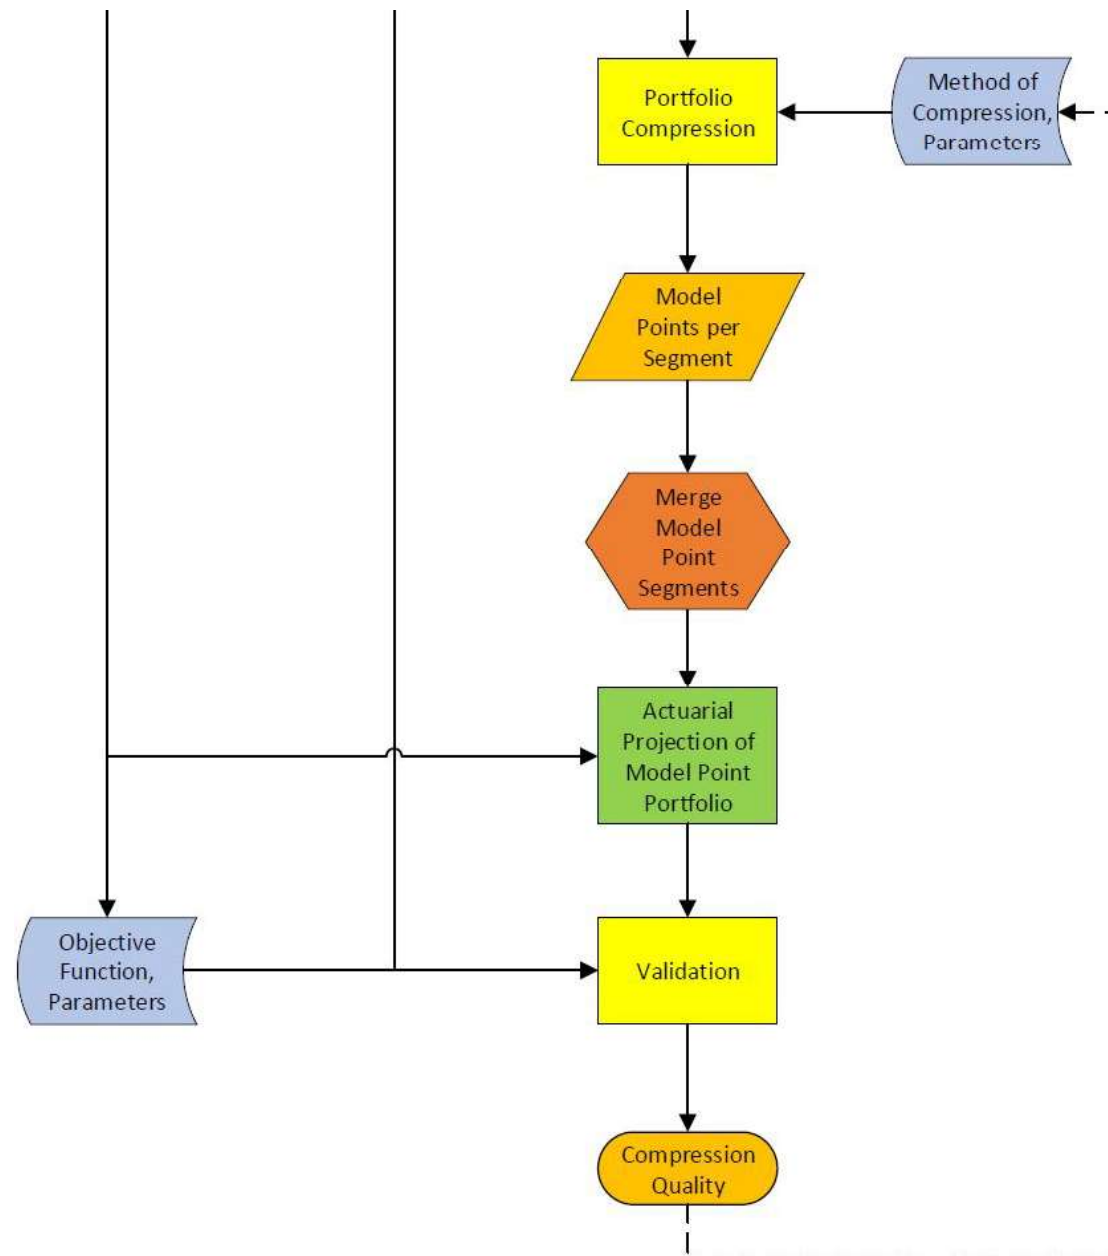 Portfolio
Compression
Method of
Compression,
Parameters
Model
Points per
Segment
Merge
Model
Point
Segments
Actuarial
Projection of
Model Point
Portfolio
Objective
Function,
Parameters
Validation
Compression
Quality